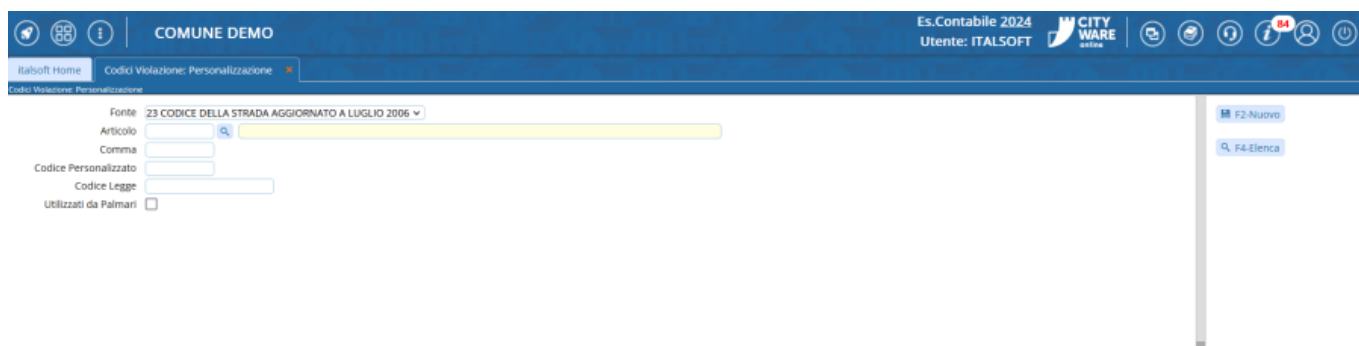 COMUNE DEMO
Es.Contabile 2024
Utente: ITALSOFT
CITY
WARE
online
84
italsoft Home
Codici Violazione: Personalizzazione
Codici Violazione: Personalizzazione
Fonte 23 CODICE DELLA STRADA AGGIORNATO A LUGLIO 2006
Articolo
Comma
Codice Personalizzato
Codice Legge
Utilizzati da Palmari
F2-Nuovo
F4-Elenca